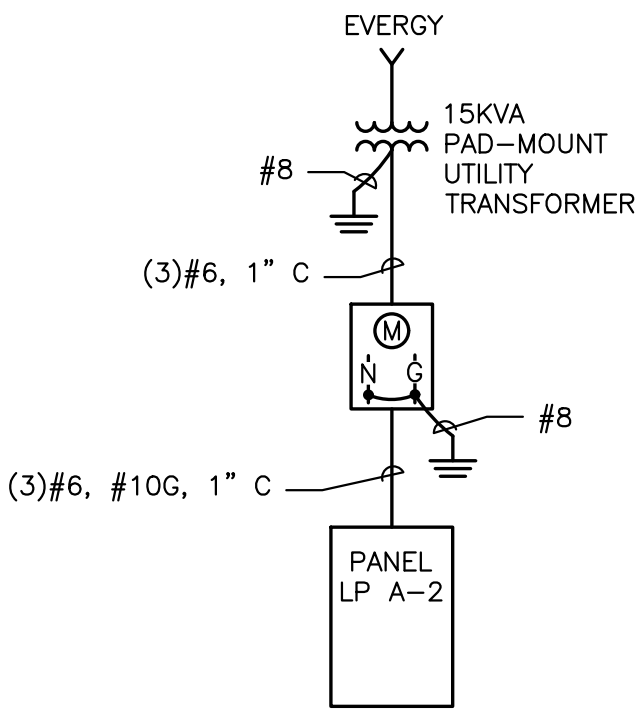 EVERGY
15KVA
PAD-MOUNT
UTILITY
TRANSFORMER
#8
(3)#6, 1" C
M
N G
#8
(3)#6, #10G, 1" C
PANEL
LP A-2